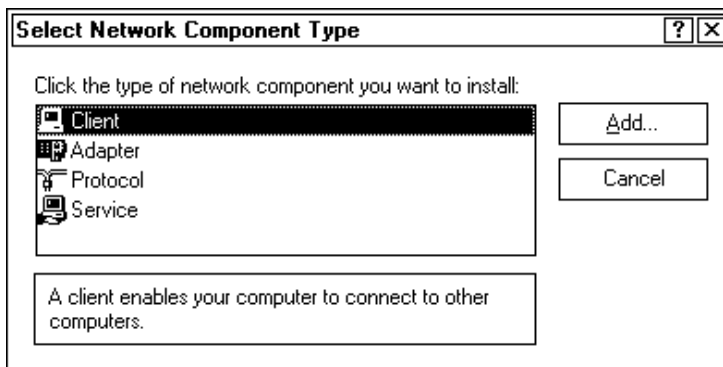 Select Network Component Type
? X
Click the type of network component you want to install:
Client
Add...
Adapter
Protocol
Cancel
Service
A client enables your computer to connect to other
computers.